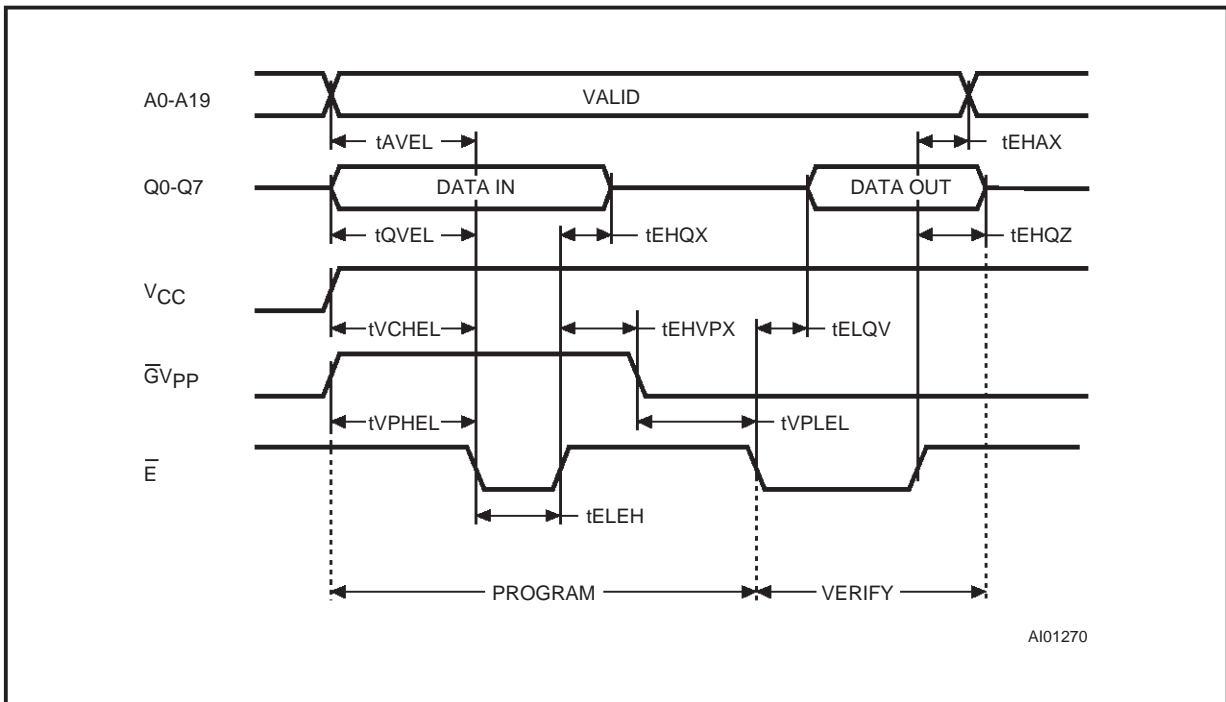 A0-A19
VALID
tAVEL
tEHAX
Q0-Q7
DATA IN
DATA OUT
tQVEL
tEHQX
tEHQZ
VCC
tVCHEL
tEHVPX
tELQV
G̅VPP
tVPHEL
tVPLEL
E̅
tELEH
PROGRAM
VERIFY
AI01270